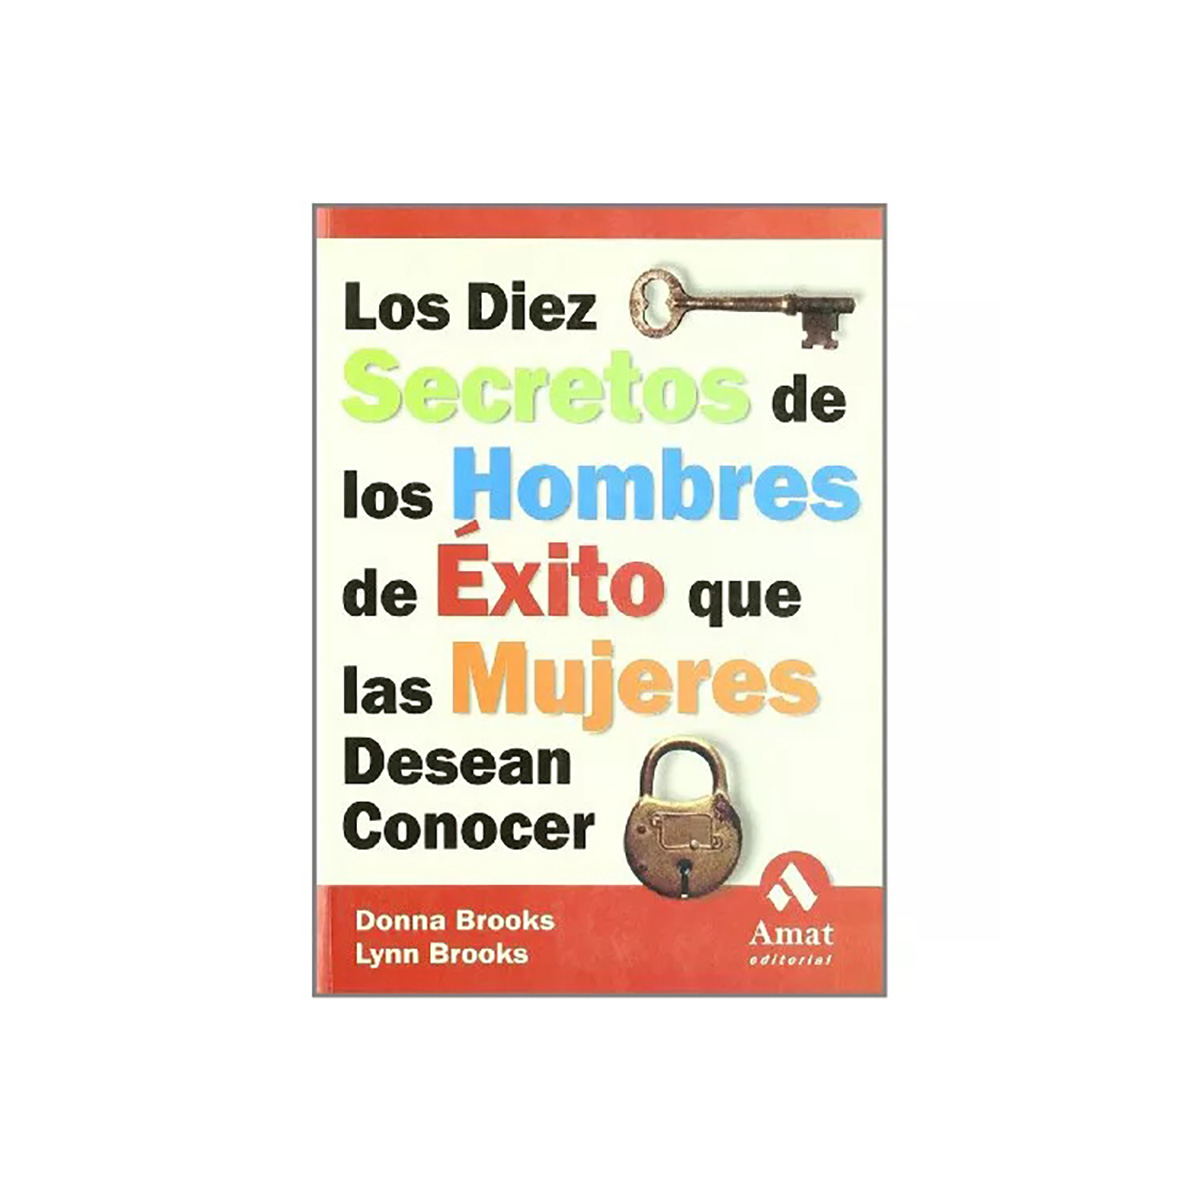 Los Diez
Secretos de
los Hombres
de Éxito que
las Mujeres
Desean
Conocer
Donna Brooks
Lynn Brooks
Amat
editorial